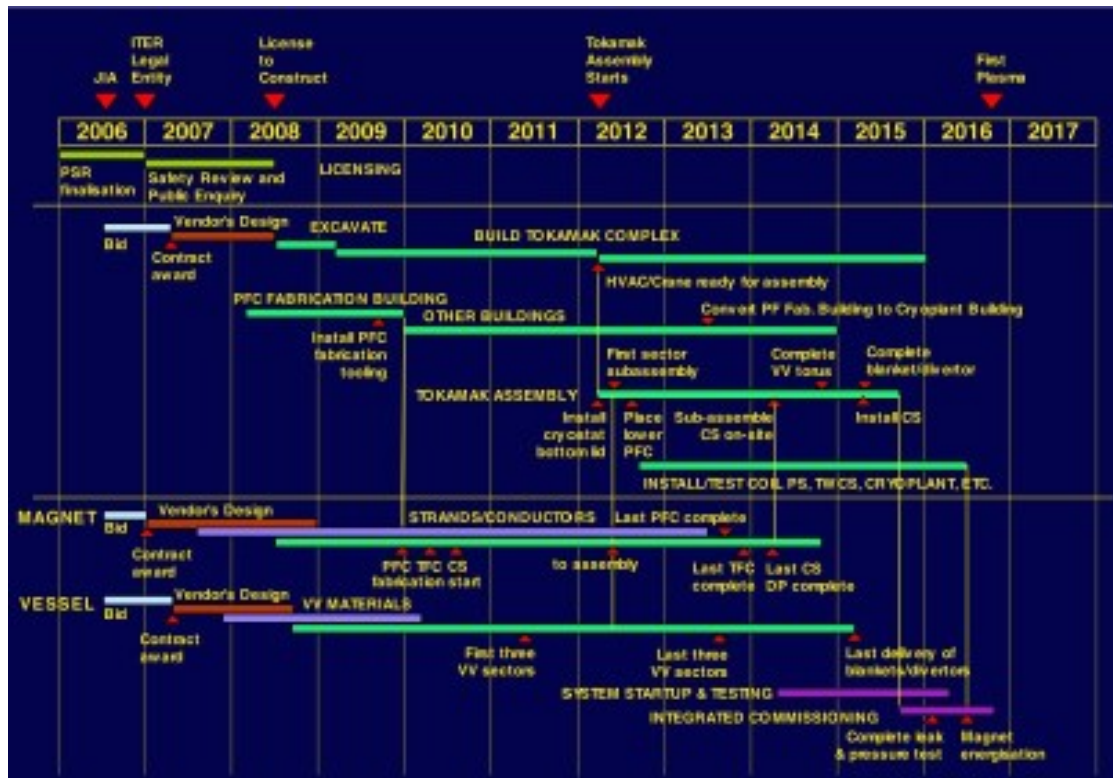 ITER
Legal
Entity
JIA
License
to
Construct
Tokamak
Assembly
Starts
First
Plasma
2006 2007 2008 2009 2010 2011 2012 2013 2014 2015 2016 2017
PSR
finalisation
Safety Review and
Public Enquiry
LICENSING
Bid
Vendor's Design
Contract
award
EXCAVATE
BUILD TOKAMAK COMPLEX
HVAC/Crane ready for assembly
PFC FABRICATION BUILDING
Install PFC
fabrication
tooling
OTHER BUILDINGS
Convert PF Fab. Building to Cryoplant Building
First sector
subassembly
Complete
VV torus
Complete
blanket/divertor
TOKAMAK ASSEMBLY
Install
cryostat
bottom lid
Place
lower
PFC
Sub-assemble
CS on-site
Install CS
INSTALL/TEST COIL PS, TWCS, CRYOPLANT, ETC.
MAGNET
Bid
Vendor's Design
Contract
award
STRANDS/CONDUCTORS
Last PFC complete
PFC TFC CS
fabrication start
to assembly
Last TFC
complete
Last CS
DP complete
VESSEL
Bid
Vendor's Design
Contract
award
VV MATERIALS
First three
VV sectors
Last three
VV sectors
Last delivery of
blankets/divertors
SYSTEM STARTUP & TESTING
INTEGRATED COMMISSIONING
Complete leak
& pressure test
Magnet
energisation